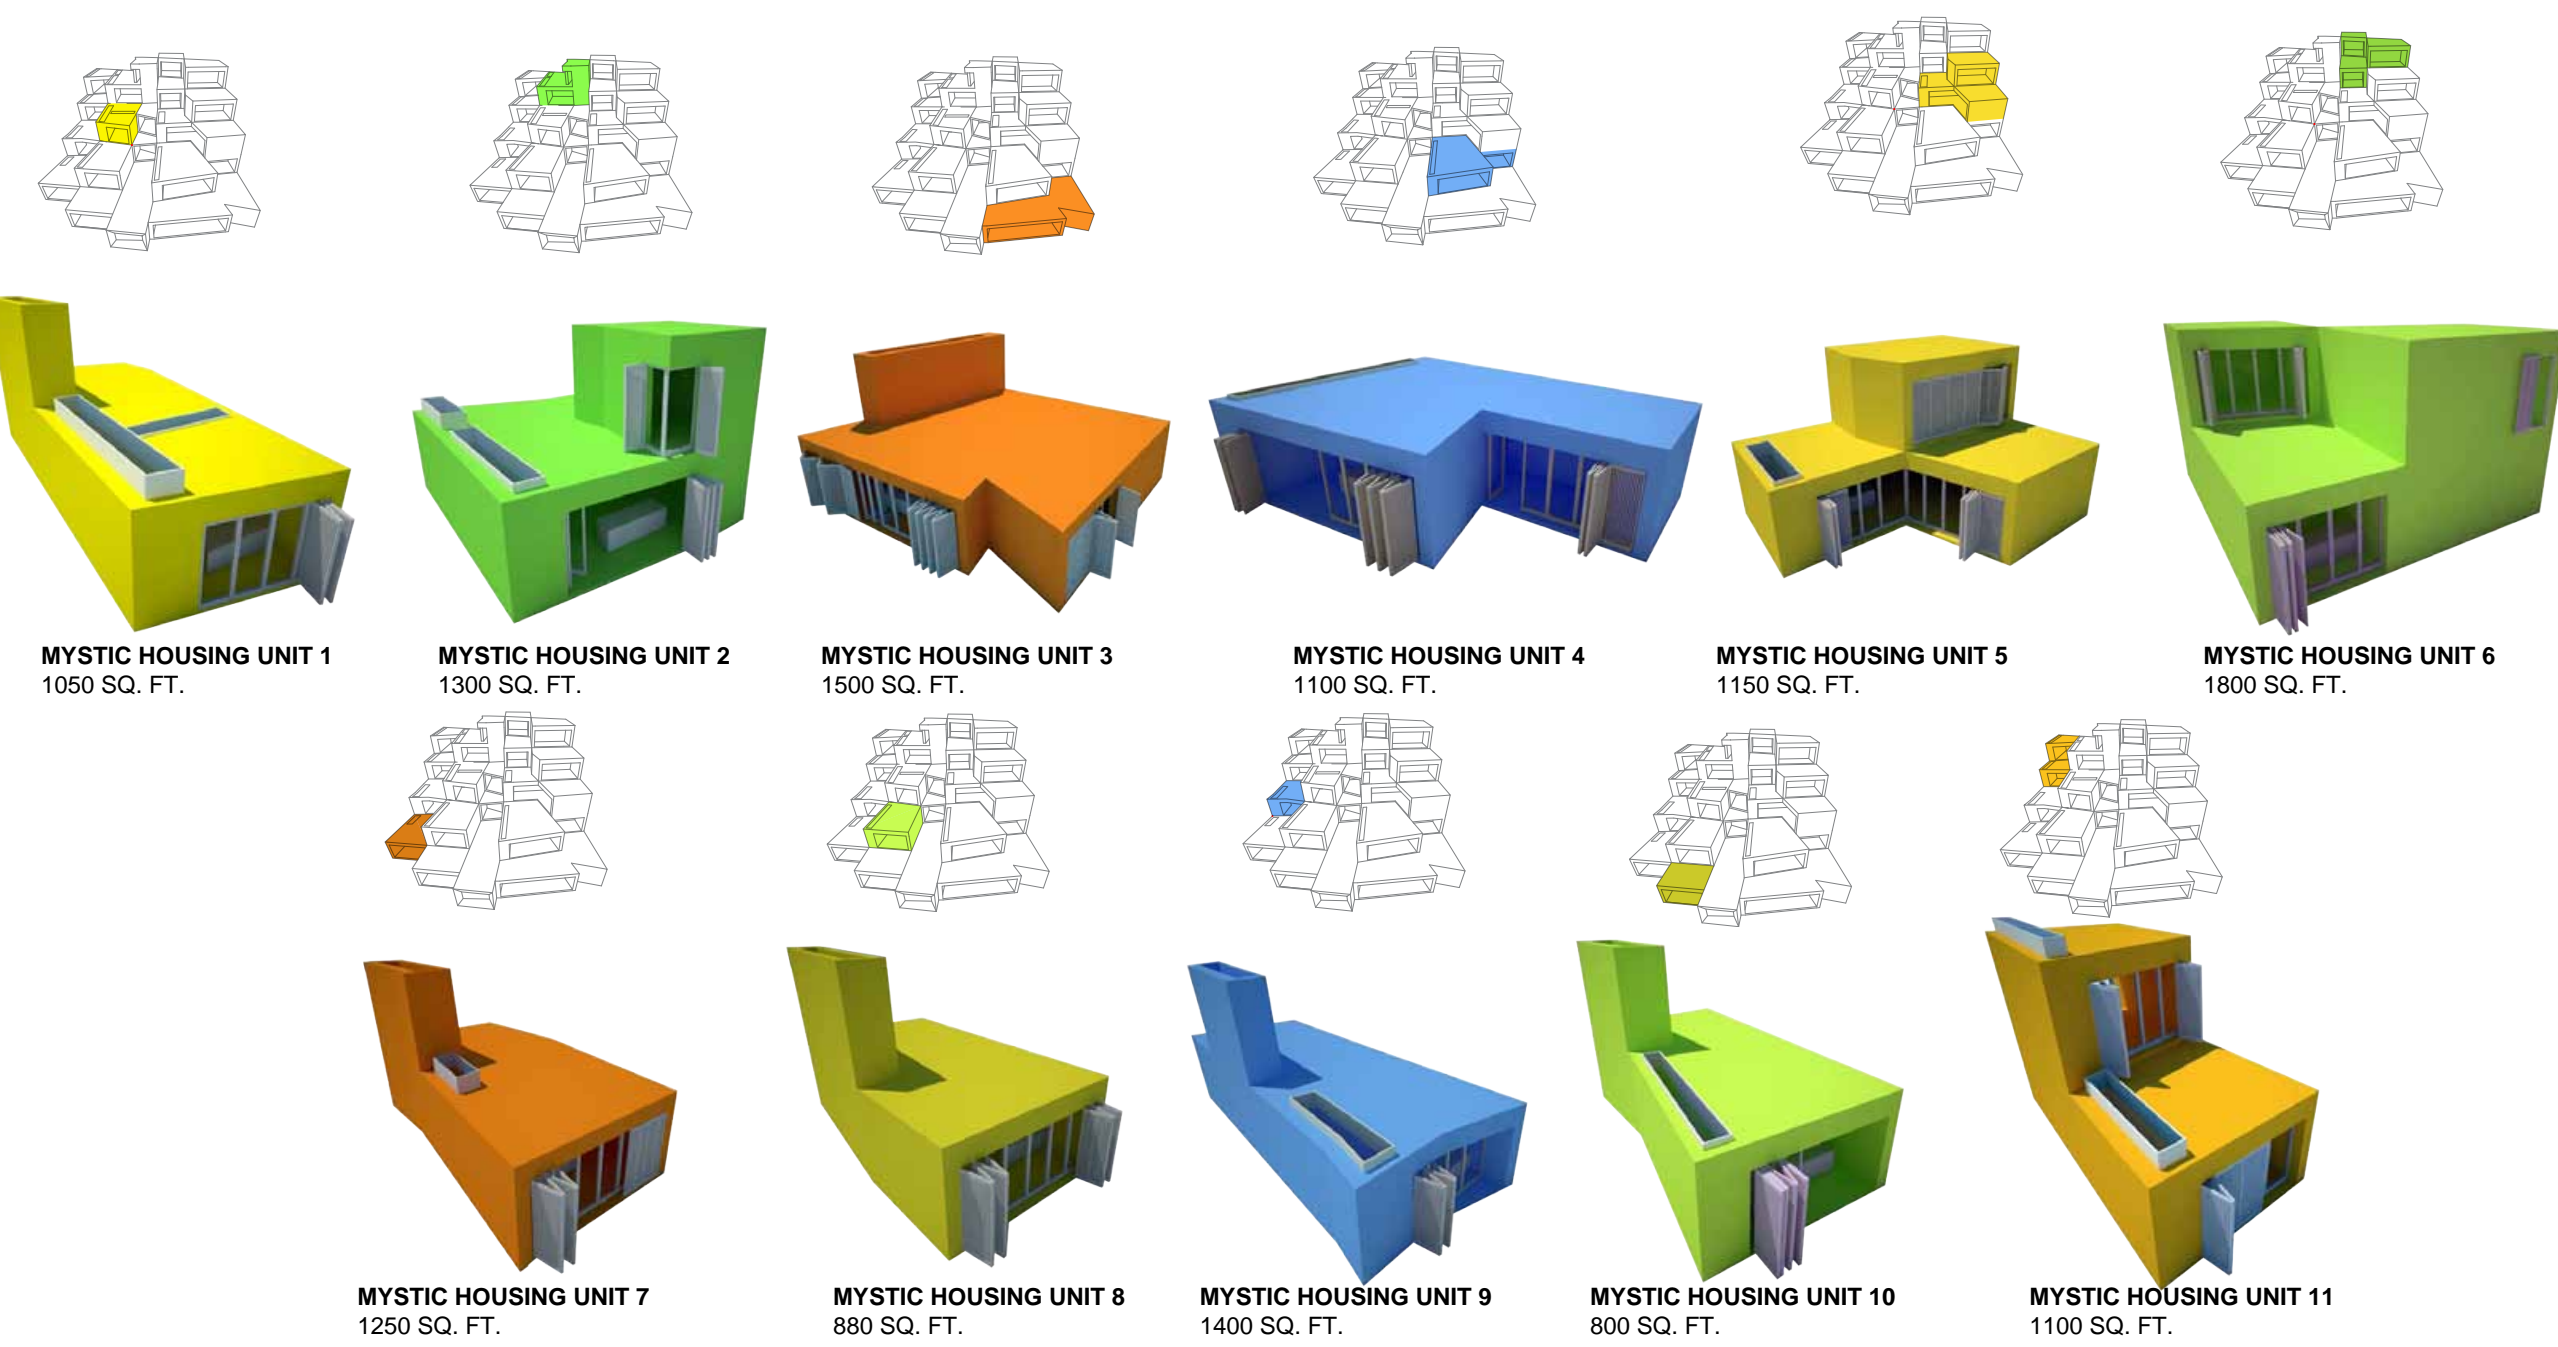 MYSTIC HOUSING UNIT 1
1050 SQ. FT.
MYSTIC HOUSING UNIT 2
1300 SQ. FT.
MYSTIC HOUSING UNIT 3
1500 SQ. FT.
MYSTIC HOUSING UNIT 4
1100 SQ. FT.
MYSTIC HOUSING UNIT 5
1150 SQ. FT.
MYSTIC HOUSING UNIT 6
1800 SQ. FT.
MYSTIC HOUSING UNIT 7
1250 SQ. FT.
MYSTIC HOUSING UNIT 8
880 SQ. FT.
MYSTIC HOUSING UNIT 9
1400 SQ. FT.
MYSTIC HOUSING UNIT 10
800 SQ. FT.
MYSTIC HOUSING UNIT 11
1100 SQ. FT.